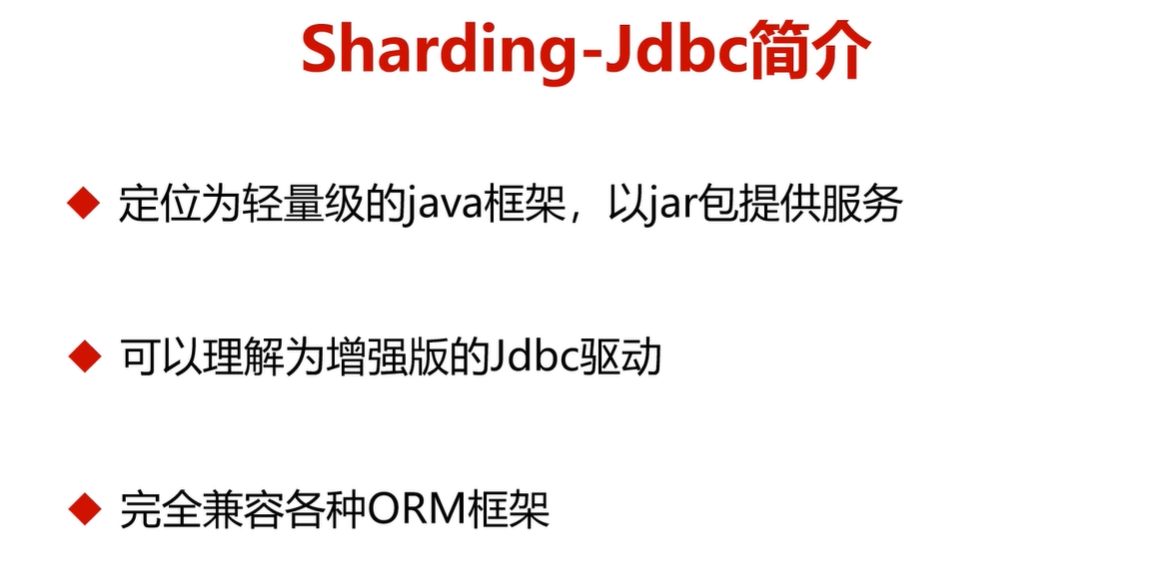 Sharding-Jdbc简介
定位为轻量级的java框架，以jar包提供服务
可以理解为增强版的Jdbc驱动
完全兼容各种ORM框架